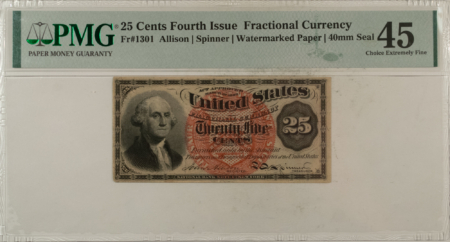 PMG
PAPER MONEY GUARANTY
25 Cents Fourth Issue Fractional Currency
Fr#1301 Allison | Spinner | Watermarked Paper | 40mm Seal
45
Choice Extremely Fine
United States
Twenty Five
CENTS
25